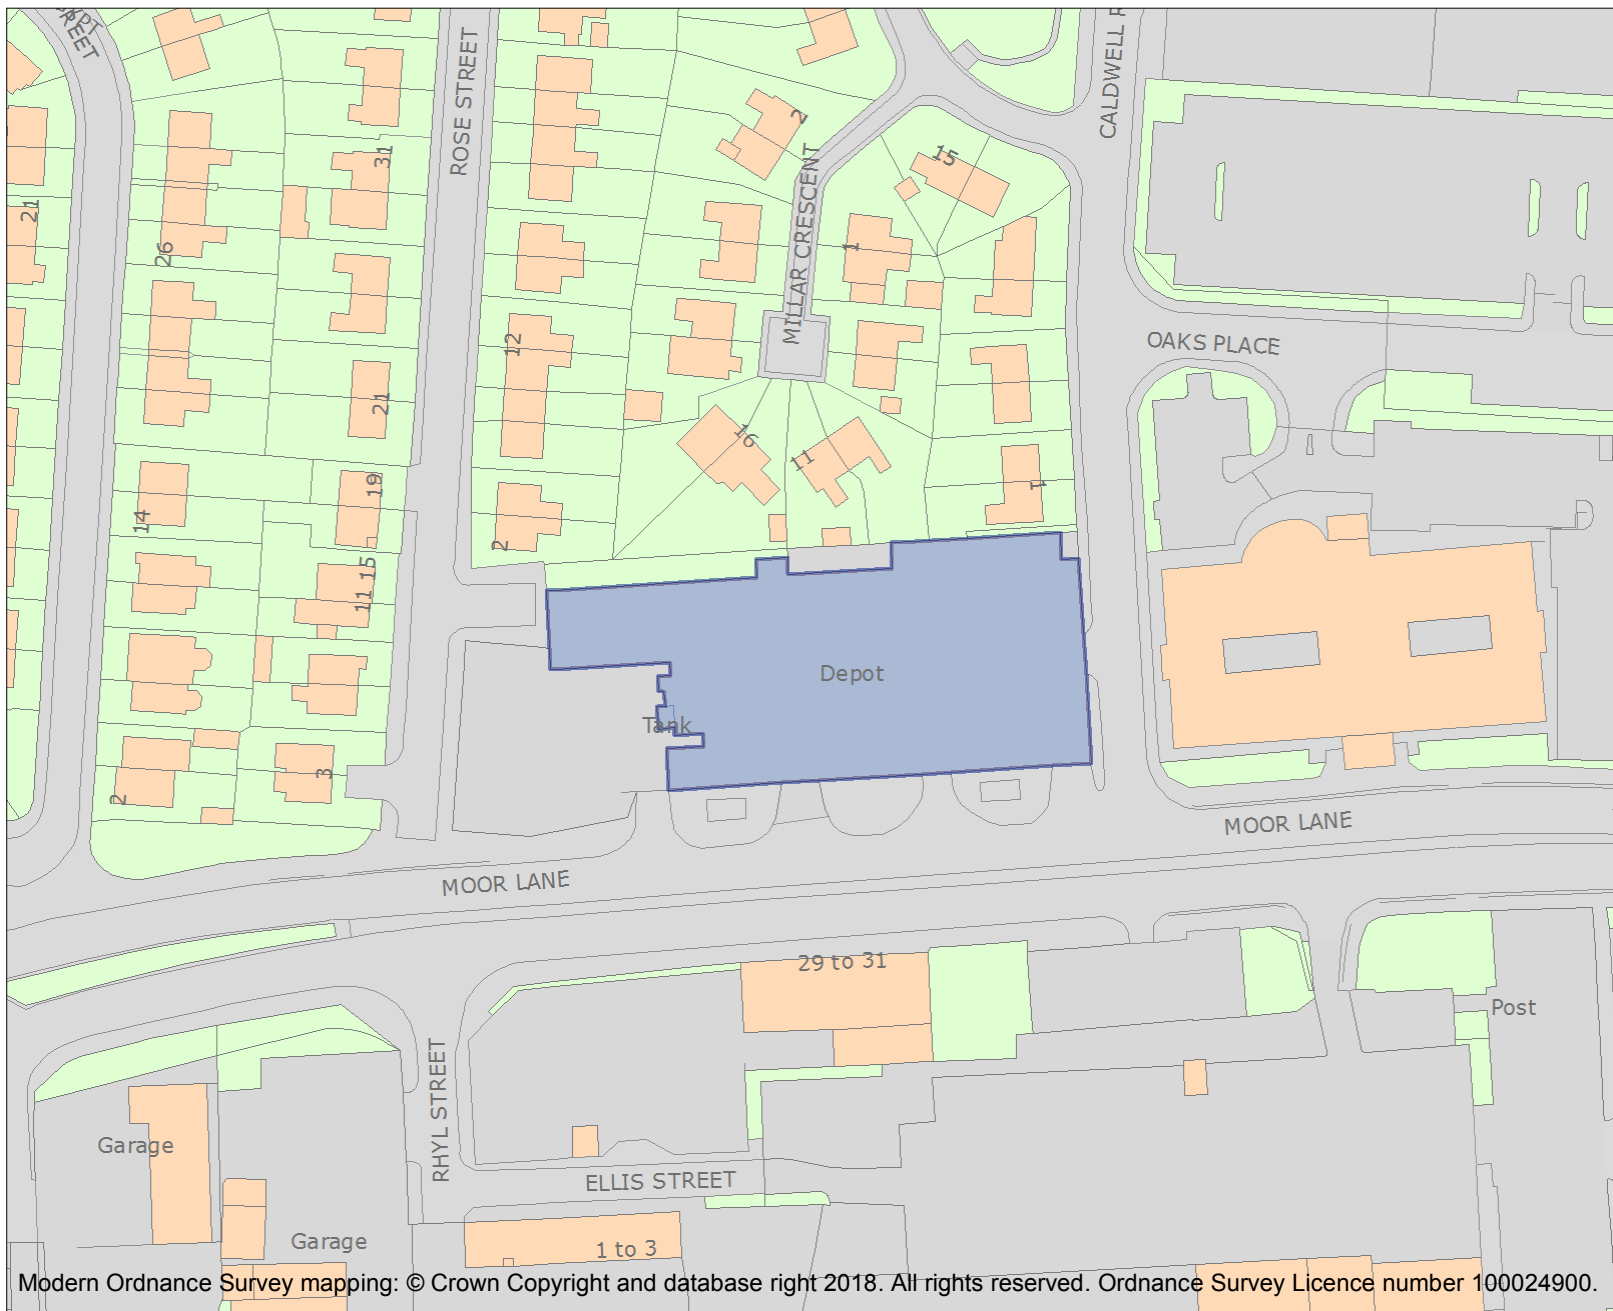 STREET
ROSE STREET
CALDWELL R
31
2
15
21
26
MILLAR CRESCENT
1
12
OAKS PLACE
21
16
11
19
1
14
2
15
11
Depot
Tank
3
2
MOOR LANE
MOOR LANE
29 to 31
Post
RHYL STREET
Garage
ELLIS STREET
Garage
1 to 3
Modern Ordnance Survey mapping: © Crown Copyright and database right 2018. All rights reserved. Ordnance Survey Licence number 100024900.